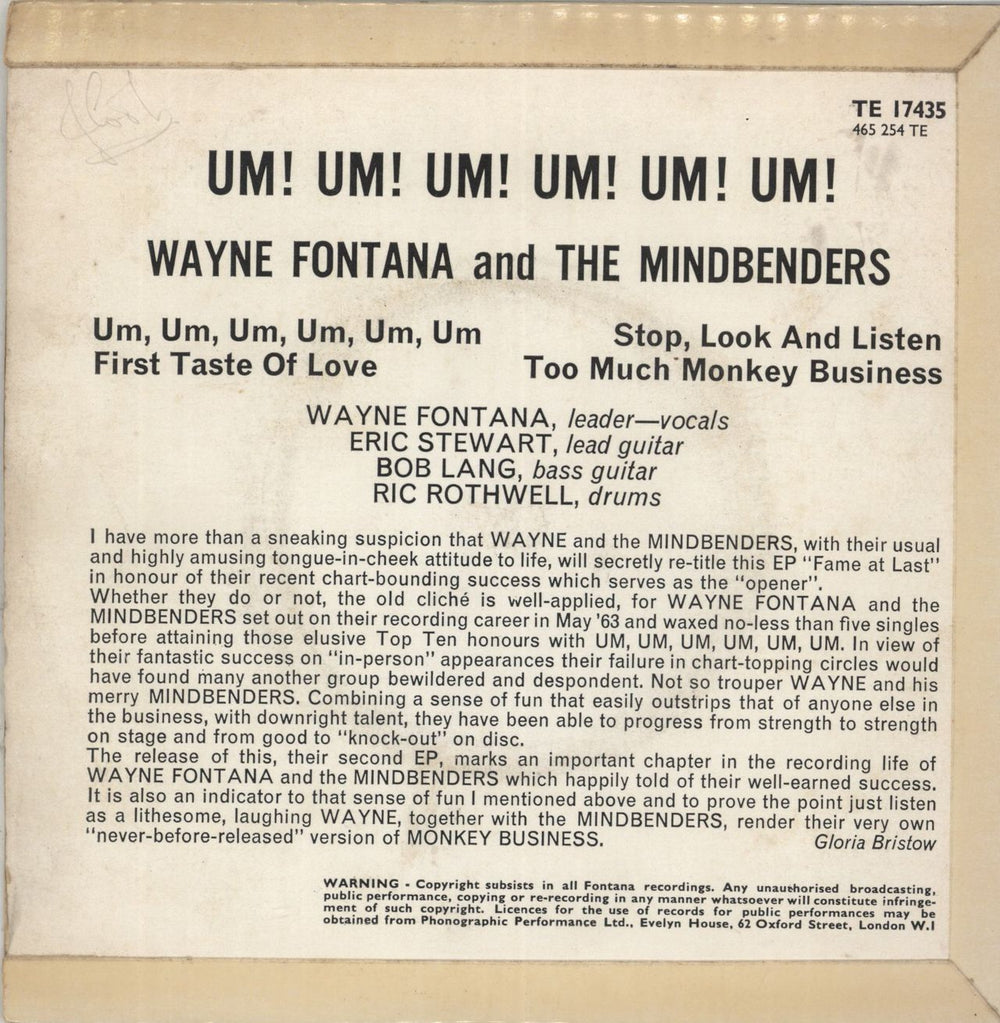 TE 17435
465 254 TE
UM! UM! UM! UM! UM! UM!
WAYNE FONTANA and THE MINDBENDERS
Um, Um, Um, Um, Um, Um
First Taste Of Love
Stop, Look And Listen
Too Much Monkey Business
WAYNE FONTANA, leader—vocals
ERIC STEWART, lead guitar
BOB LANG, bass guitar
RIC ROTHWELL, drums
I have more than a sneaking suspicion that WAYNE and the MINDBENDERS, with their usual
and highly amusing tongue-in-cheek attitude to life, will secretly re-title this EP "Fame at Last"
in honour of their recent chart-bounding success which serves as the "opener".
Whether they do or not, the old cliché is well-applied, for WAYNE FONTANA and the
MINDBENDERS set out on their recording career in May '63 and waxed no-less than five singles
before attaining those elusive Top Ten honours with UM, UM, UM, UM, UM, UM. In view of
their fantastic success on "in-person" appearances their failure in chart-topping circles would
have found many another group bewildered and despondent. Not so trouper WAYNE and his
merry MINDBENDERS. Combining a sense of fun that easily outstrips that of anyone else in
the business, with downright talent, they have been able to progress from strength to strength
on stage and from good to "knock-out" on disc.
The release of this, their second EP, marks an important chapter in the recording life of
WAYNE FONTANA and the MINDBENDERS which happily told of their well-earned success.
It is also an indicator to that sense of fun I mentioned above and to prove the point just listen
as a lithesome, laughing WAYNE, together with the MINDBENDERS, render their very own
"never-before-released" version of MONKEY BUSINESS.
Gloria Bristow
WARNING - Copyright subsists in all Fontana recordings. Any unauthorised broadcasting,
public performance, copying or re-recording in any manner whatsoever will constitute infringe-
ment of such copyright. Licences for the use of records for public performances may be
obtained from Phonographic Performance Ltd., Evelyn House, 62 Oxford Street, London W.1